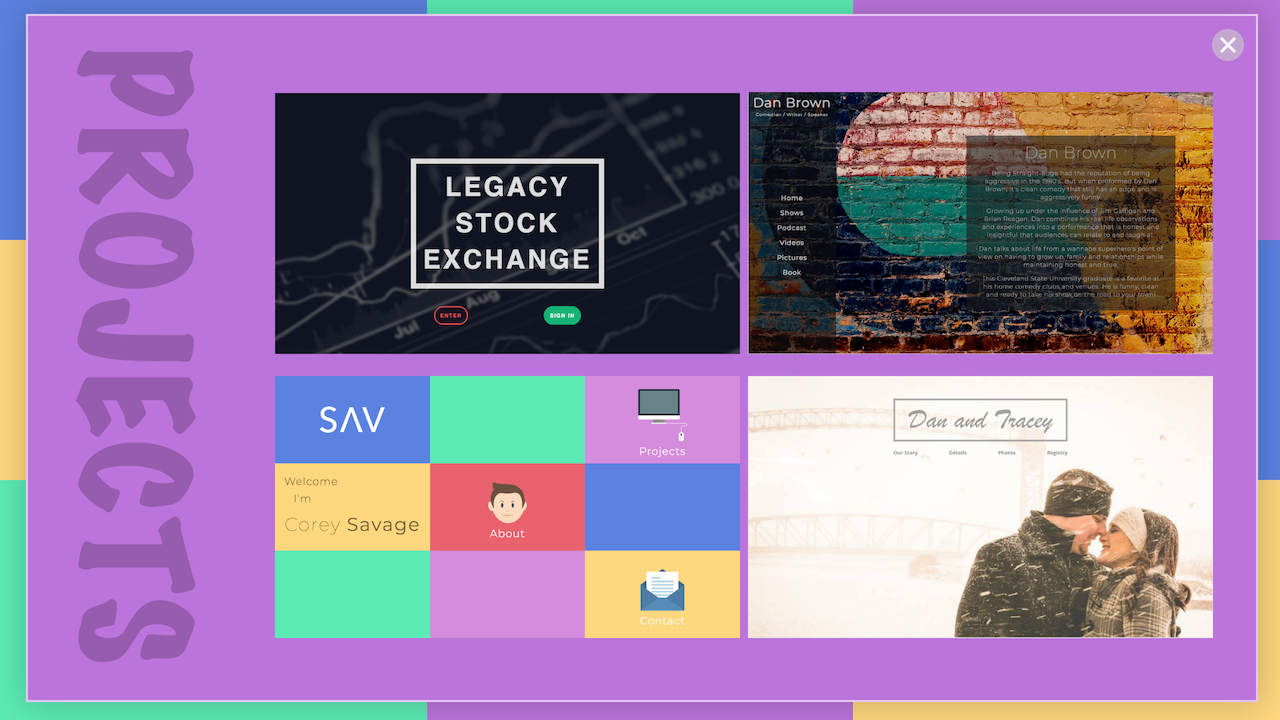 PROJECTS
LEGACY
STOCK
EXCHANGE
Aug
Oct
Jul
ENTER
SIGN IN
Dan Brown
Comedian / Writer / Speaker
Home
Shows
Podcast
Videos
Pictures
Book
Dan Brown
Being Straight-Edge had the reputation of being
aggressive in the 1980's. But when preformed by Dan
Brown, it's clean comedy that still has an edge and is
aggressively funny.
Growing up under the influence of Jim Gaffigan and
Brian Reagan, Dan combines his real life observations
and experiences into a performance that is honest and
insightful that audiences can relate to and laugh at.
Dan talks about life from a wannabe superhero's point of
view on having to grow up, family and relationships while
maintaining honest and true.
This Cleveland State University graduate is a favorite at
his home comedy clubs and venues. He is funny, clean
and ready to take his show on the road to your town!
SAV
Projects
Welcome
I'm
Corey Savage
About
Contact
Dan and Tracey
Our Story
Details
Photos
Registry